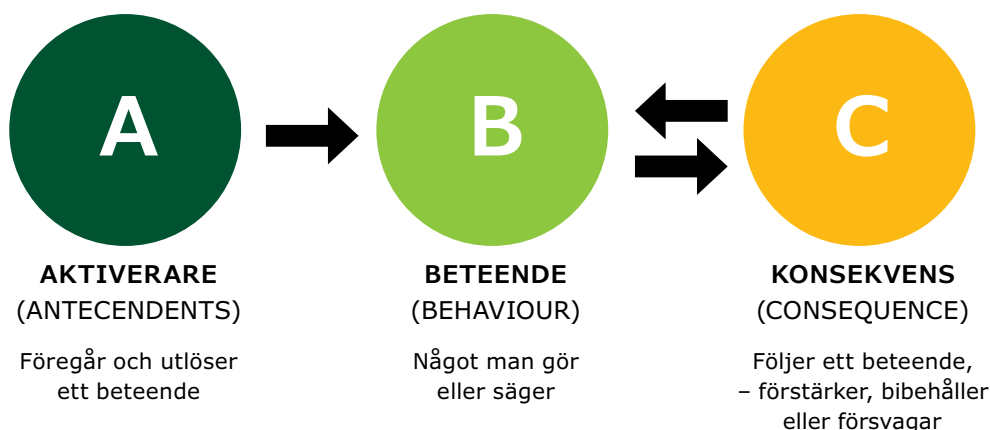 A
B
C
AKTIVERARE
(ANTECENDENTS)
Föregår och utlöser
ett beteende
BETEENDE
(BEHAVIOUR)
Något man gör
eller säger
KONSEKVENS
(CONSEQUENCE)
Följer ett beteende,
– förstärker, bibehåller
eller försvagar